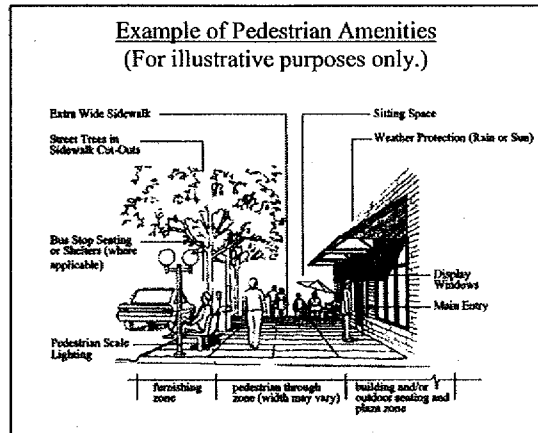 Example of Pedestrian Amenities
(For illustrative purposes only.)
Extra Wide Sidewalk
Sitting Space
Street Trees in
Sidewalk Cut-Outs
Weather Protection (Rain or Sun)
Bus Stop Seating
or Shelters (where
applicable)
Display
Windows
Main Entry
Pedestrian Scale
Lighting
furnishing
zone
pedestrian through
zone (width may vary)
building and/or
outdoor seating and
plaza zone